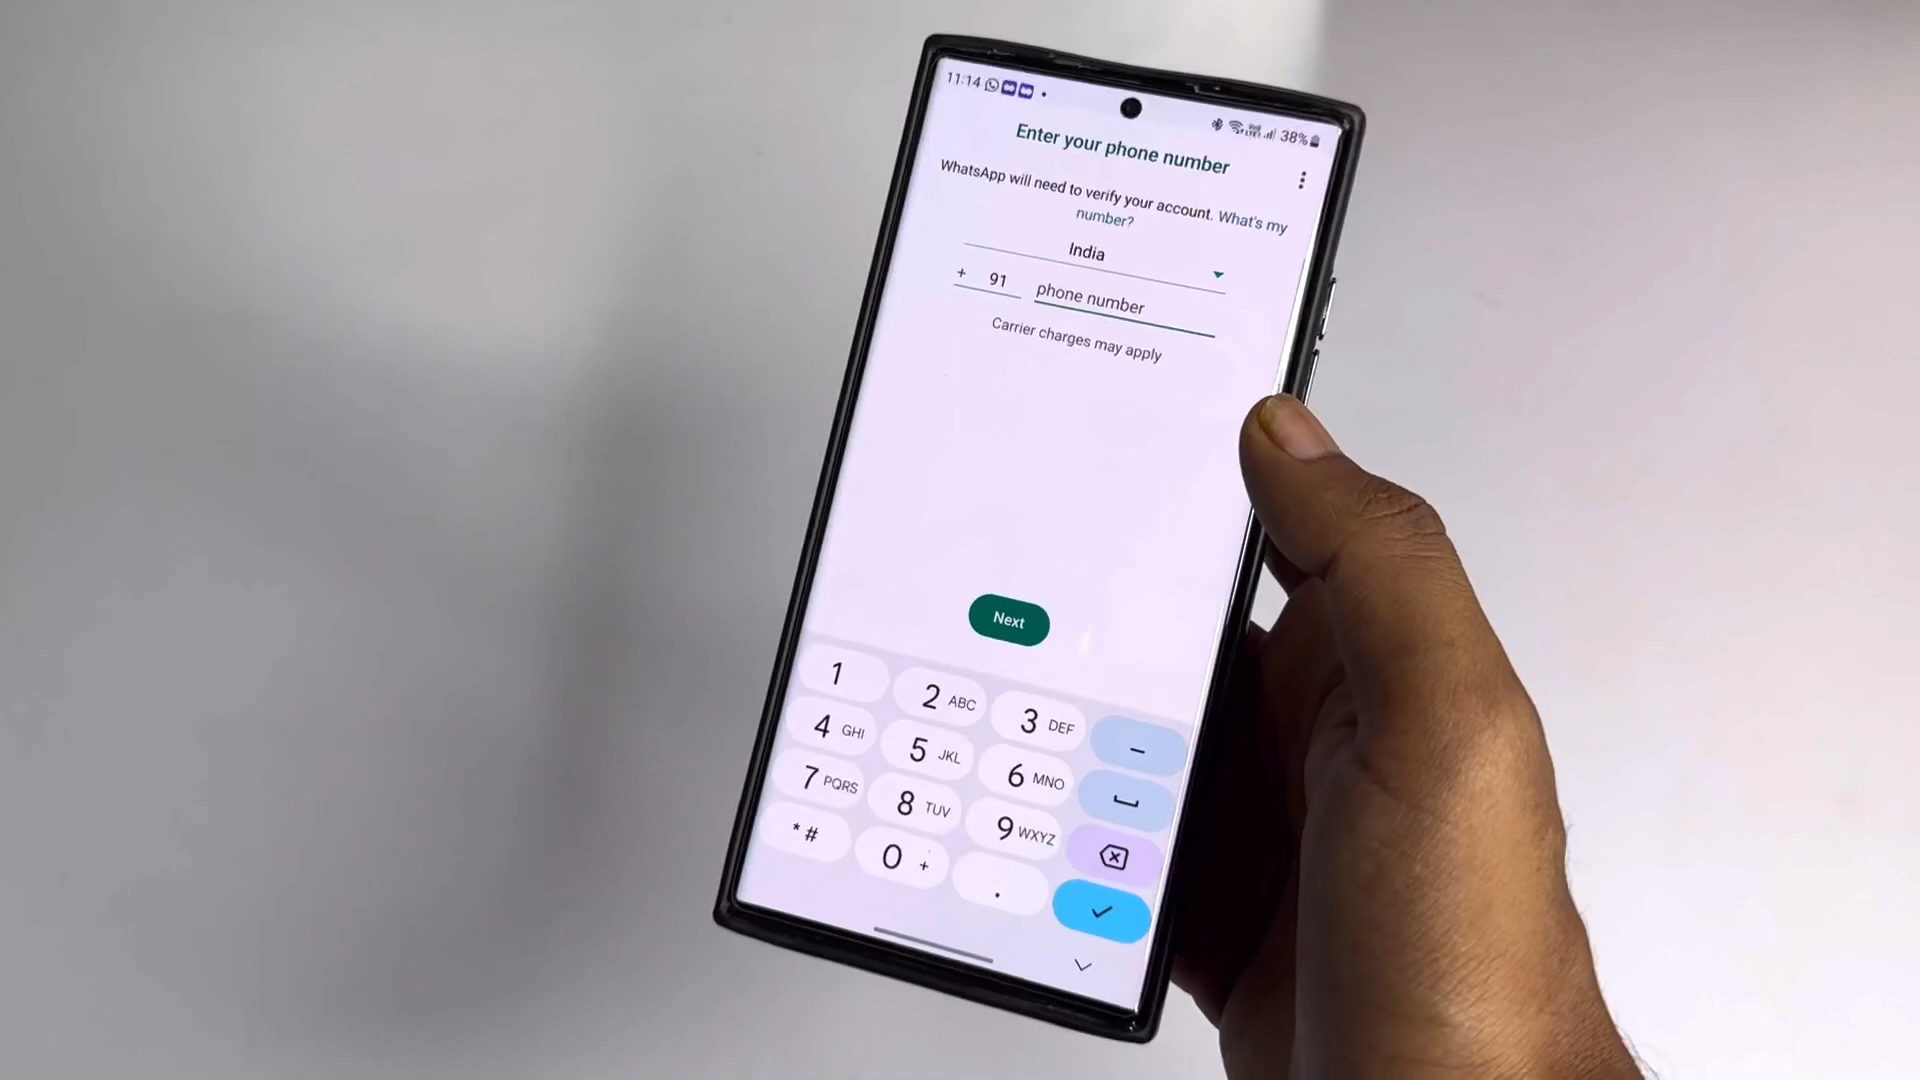 11:14
38%
Enter your phone number
WhatsApp will need to verify your account. What's my
number?
India
+ 91 phone number
Carrier charges may apply
Next
1 2 ABC 3 DEF -
4 GHI 5 JKL 6 MNO
7 PQRS 8 TUV 9 WXYZ
* # 0 + .